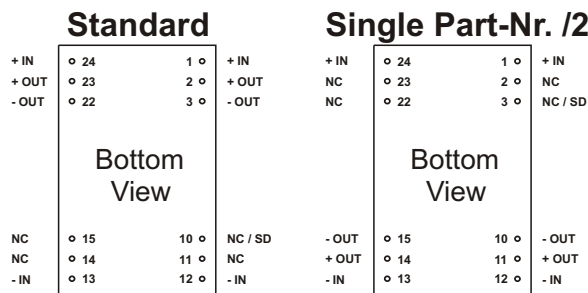 Standard Single Part-Nr. /2
+ IN 24 1 + IN + IN 24 1 + IN
+ OUT 23 2 + OUT NC 23 2 NC
- OUT 22 3 - OUT NC 22 3 NC / SD
Bottom Bottom
View View
NC 15 10 NC / SD - OUT 15 10 - OUT
NC 14 11 NC + OUT 14 11 + OUT
- IN 13 12 - IN - IN 13 12 - IN